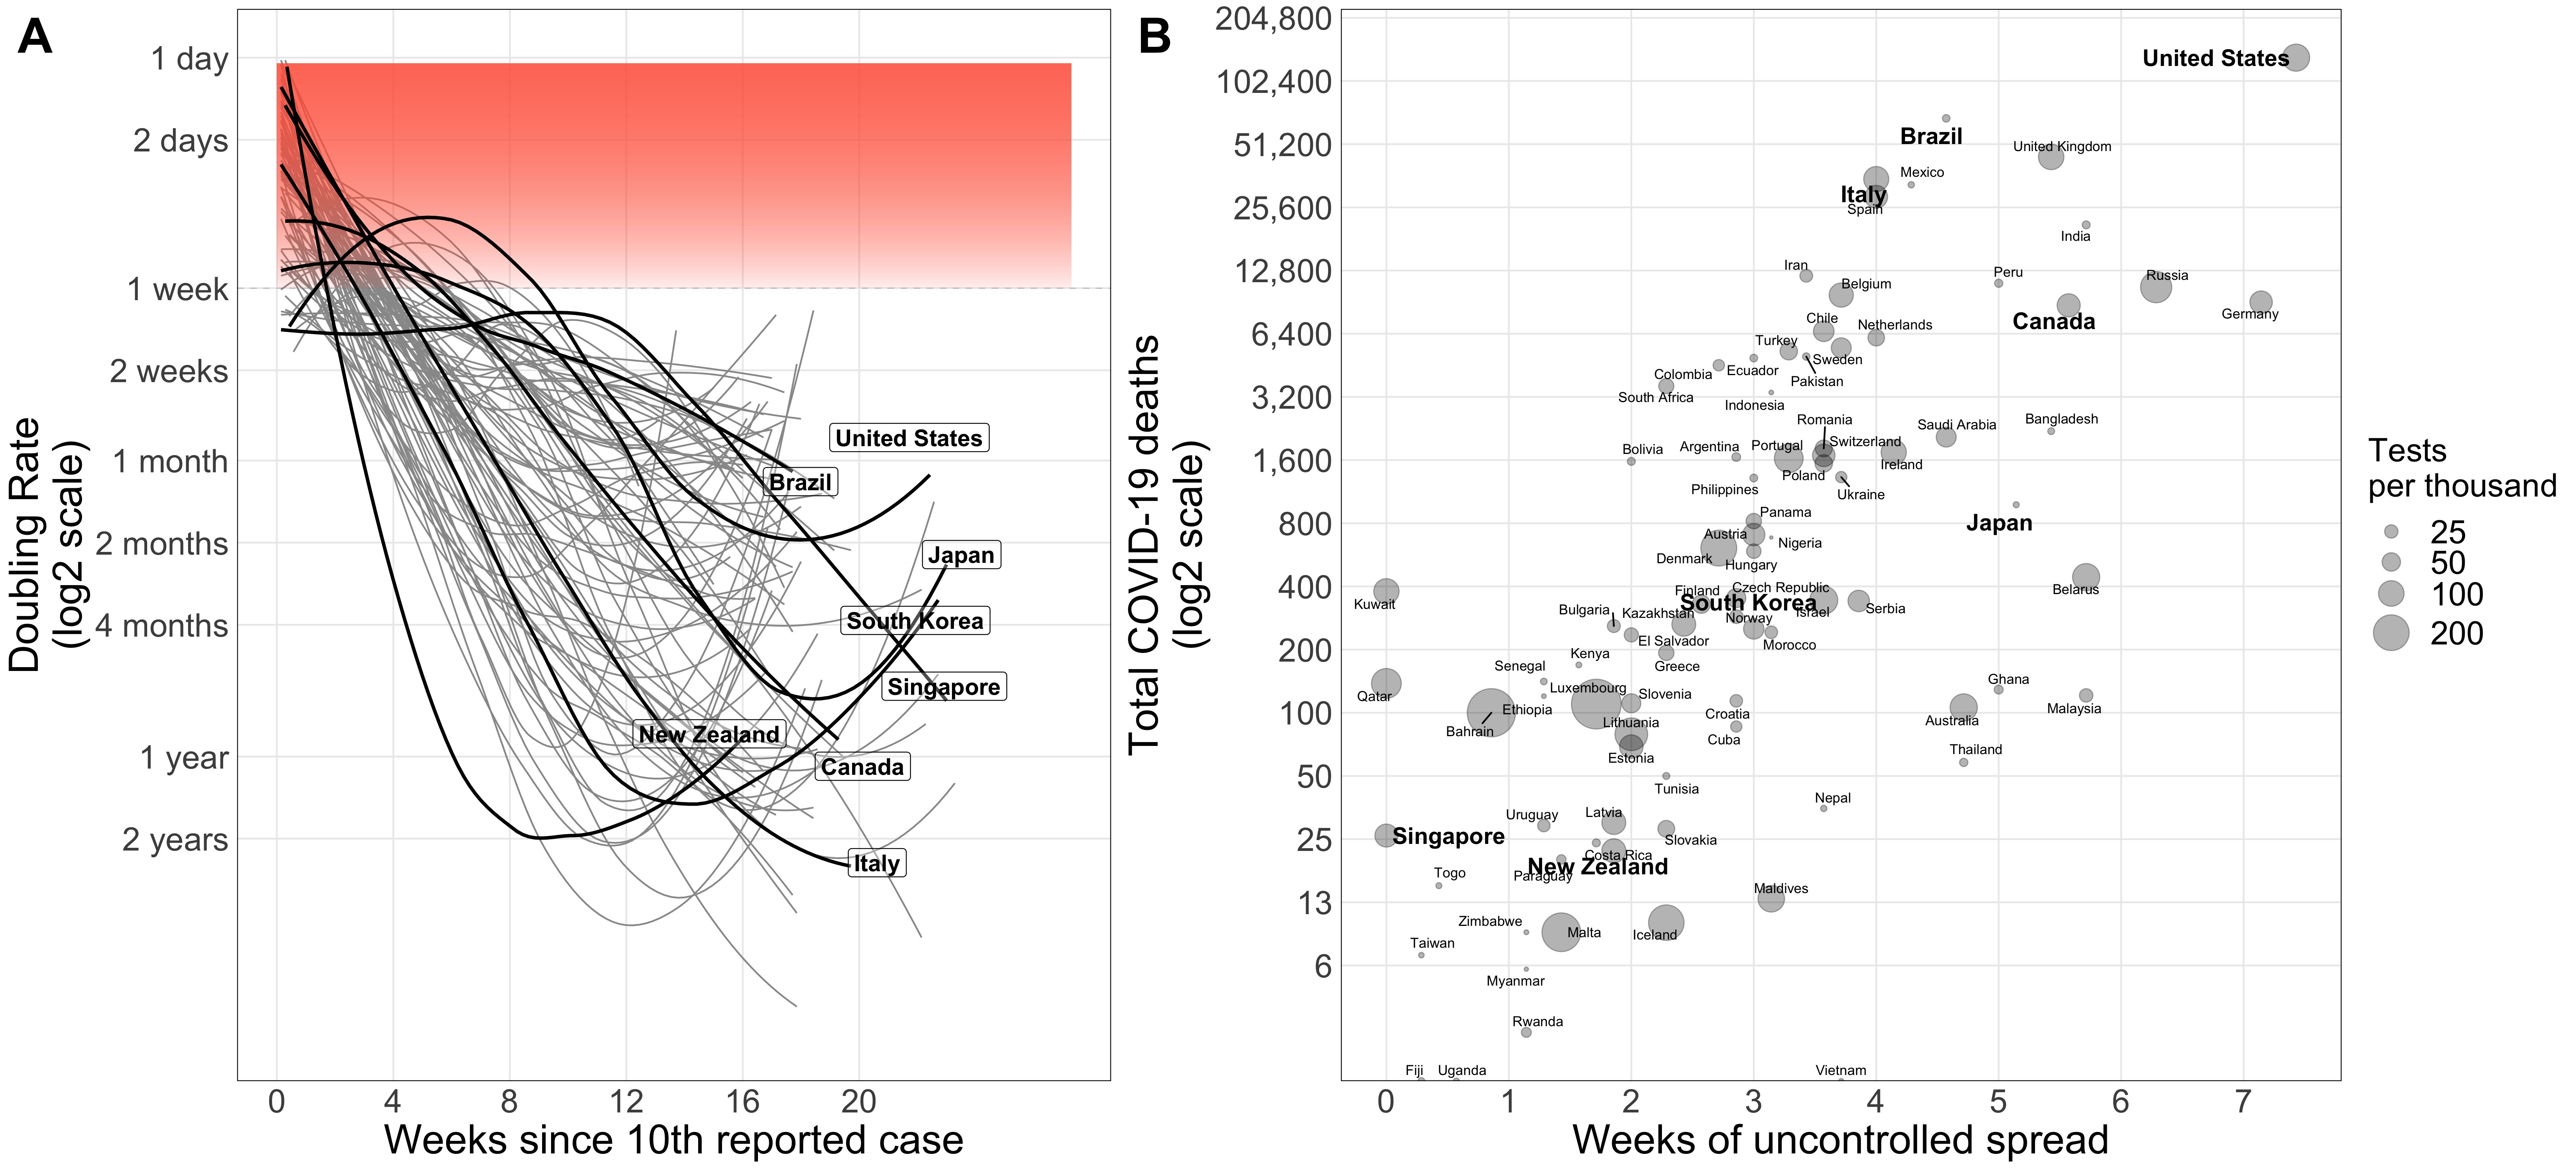 A
1 day
2 days
1 week
2 weeks
1 month
2 months
4 months
1 year
2 years
Doubling Rate
(log2 scale)
United States
Brazil
Japan
South Korea
Singapore
New Zealand
Canada
Italy
0 4 8 12 16 20
Weeks since 10th reported case
B
204,800
102,400
51,200
25,600
12,800
6,400
3,200
1,600
800
400
200
100
50
25
13
6
Total COVID-19 deaths
(log2 scale)
United States
Brazil
United Kingdom
Mexico
Italy
Spain
India
Iran
Peru
Russia
Belgium
Germany
Canada
Chile
Netherlands
Turkey
Sweden
Ecuador
Colombia
Pakistan
South Africa
Indonesia
Romania
Bangladesh
Saudi Arabia
Switzerland
Portugal
Argentina
Bolivia
Ireland
Poland
Philippines
Ukraine
Panama
Japan
Austria
Nigeria
Denmark
Hungary
Czech Republic
Finland
Belarus
Kuwait
South Korea
Israel
Serbia
Bulgaria
Kazakhstan
Norway
El Salvador
Morocco
Kenya
Senegal
Greece
Ghana
Luxembourg
Slovenia
Qatar
Malaysia
Ethiopia
Croatia
Australia
Lithuania
Bahrain
Cuba
Thailand
Estonia
Tunisia
Nepal
Uruguay
Latvia
Singapore
Slovakia
Costa Rica
New Zealand
Togo
Paraguay
Maldives
Zimbabwe
Malta
Iceland
Taiwan
Myanmar
Rwanda
Fiji
Uganda
Vietnam
0 1 2 3 4 5 6 7
Weeks of uncontrolled spread
Tests
per thousand
25
50
100
200